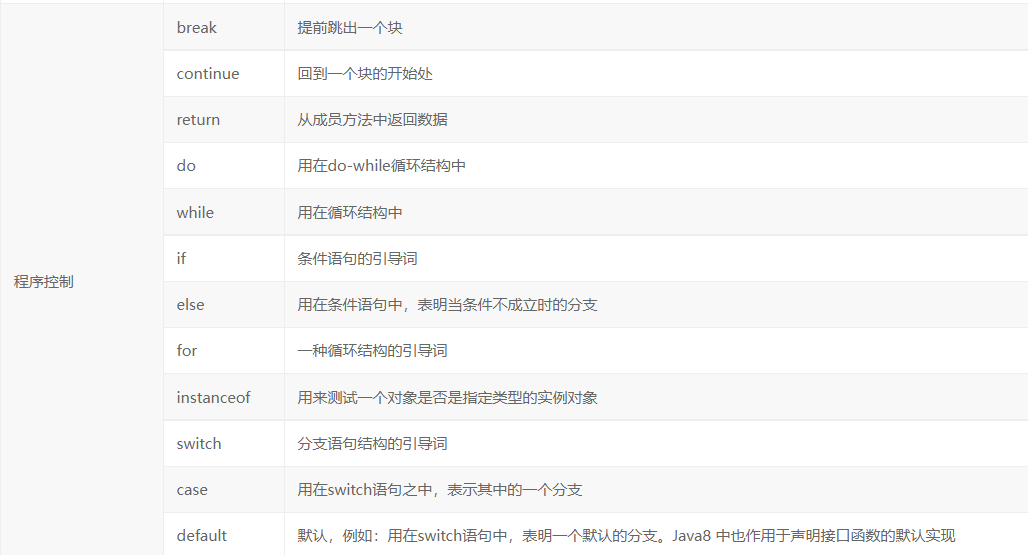 break 提前跳出一个块
continue 回到一个块的开始处
return 从成员方法中返回数据
do 用在do-while循环结构中
while 用在循环结构中
if 条件语句的引导词
程序控制
else 用在条件语句中，表明当条件不成立时的分支
for 一种循环结构的引导词
instanceof 用来测试一个对象是否是指定类型的实例对象
switch 分支语句结构的引导词
case 用在switch语句之中，表示其中的一个分支
default 默认，例如：用在switch语句中，表明一个默认的分支。Java8 中也作用于声明接口函数的默认实现